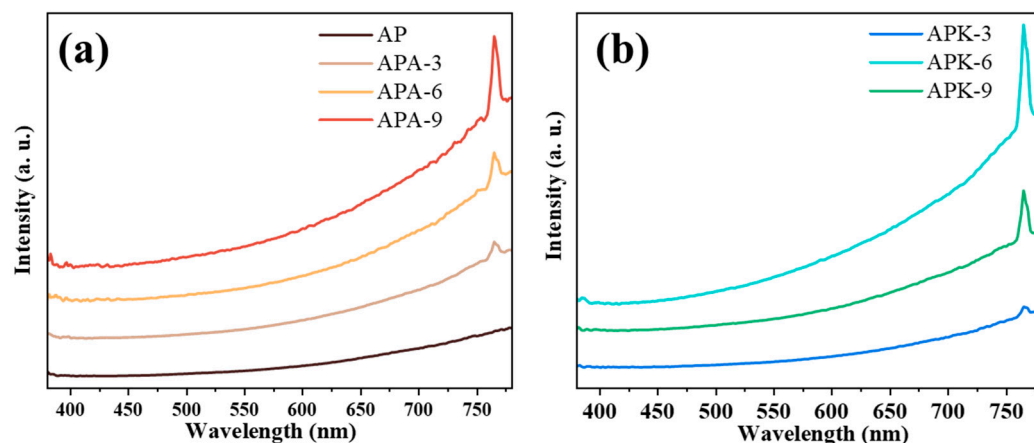 (a)
AP
APA-3
APA-6
APA-9
Intensity (a. u.)
400 450 500 550 600 650 700 750
Wavelength (nm)
(b)
APK-3
APK-6
APK-9
Intensity (a. u.)
400 450 500 550 600 650 700 750
Wavelength (nm)